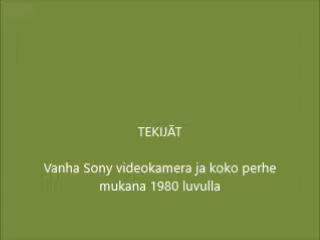 TEKIJÄT
Vanha Sony videokamera ja koko perhe
mukana 1980 luvulla